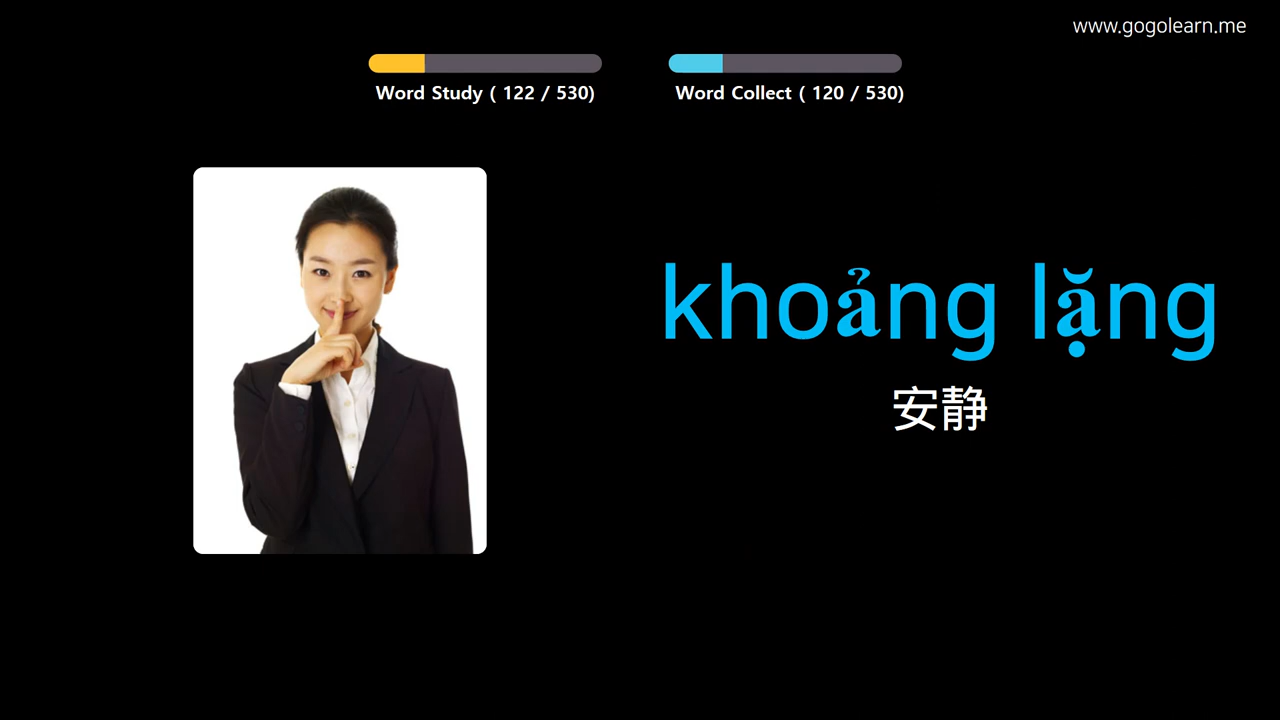 www.gogolearn.me
Word Study ( 122 / 530)
Word Collect ( 120 / 530)
khoảng lặng
安静